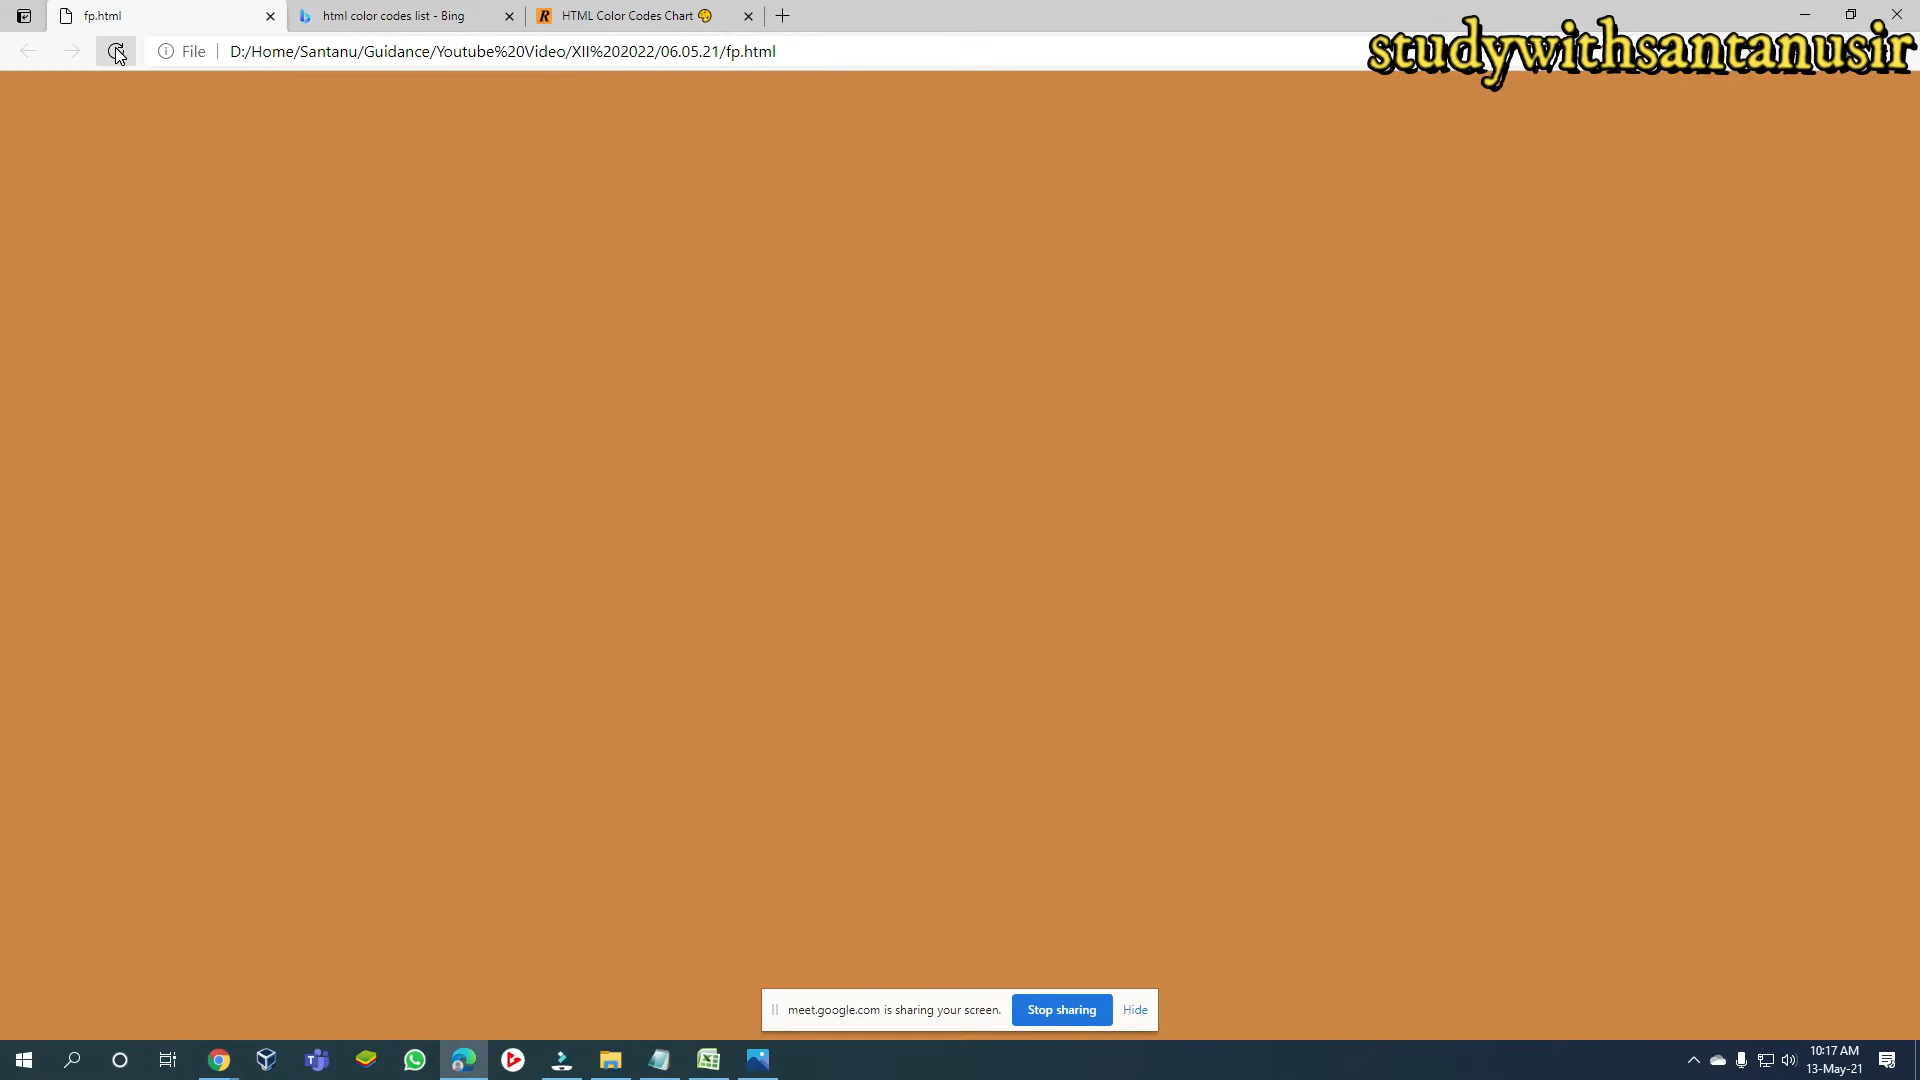 fp.html
html color codes list - Bing
HTML Color Codes Chart
File
D:/Home/Santanu/Guidance/Youtube%20Video/XII%202022/06.05.21/fp.html
studywithsantanusir
meet.google.com is sharing your screen.
Stop sharing
Hide
10:17 AM
13-May-21